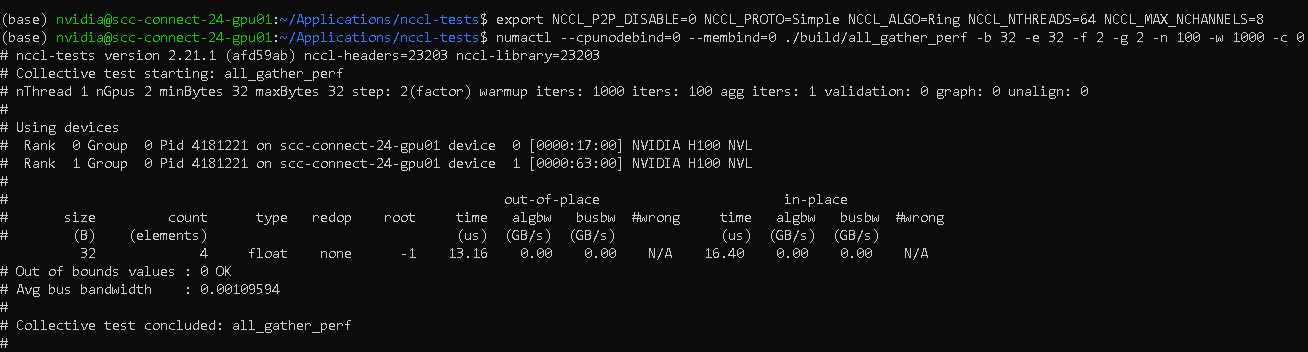 (base) nvidia@scc-connect-24-gpu01:~/Applications/nccl-tests$ export NCCL_P2P_DISABLE=0 NCCL_PROTO=Simple NCCL_ALGO=Ring NCCL_NTHREADS=64 NCCL_MAX_NCHANNELS=8
(base) nvidia@scc-connect-24-gpu01:~/Applications/nccl-tests$ numactl --cpunodebind=0 --membind=0 ./build/all_gather_perf -b 32 -e 32 -f 2 -g 2 -n 100 -w 1000 -c 0
# nccl-tests version 2.21.1 (afd59ab) nccl-headers=23203 nccl-library=23203
# Collective test starting: all_gather_perf
# nThread 1 nGpus 2 minBytes 32 maxBytes 32 step: 2(factor) warmup iters: 1000 iters: 100 agg iters: 1 validation: 0 graph: 0 unalign: 0
#
# Using devices
#  Rank  0 Group  0 Pid 4181221 on scc-connect-24-gpu01 device  0 [0000:17:00] NVIDIA H100 NVL
#  Rank  1 Group  0 Pid 4181221 on scc-connect-24-gpu01 device  1 [0000:63:00] NVIDIA H100 NVL
#
#                                                              out-of-place                       in-place
#       size         count      type   redop    root     time   algbw   busbw  #wrong     time   algbw   busbw  #wrong
#        (B)    (elements)                               (us)  (GB/s)  (GB/s)             (us)  (GB/s)  (GB/s)
          32             4     float    none      -1    13.16    0.00    0.00     N/A    16.40    0.00    0.00     N/A
# Out of bounds values : 0 OK
# Avg bus bandwidth    : 0.00109594
#
# Collective test concluded: all_gather_perf
#